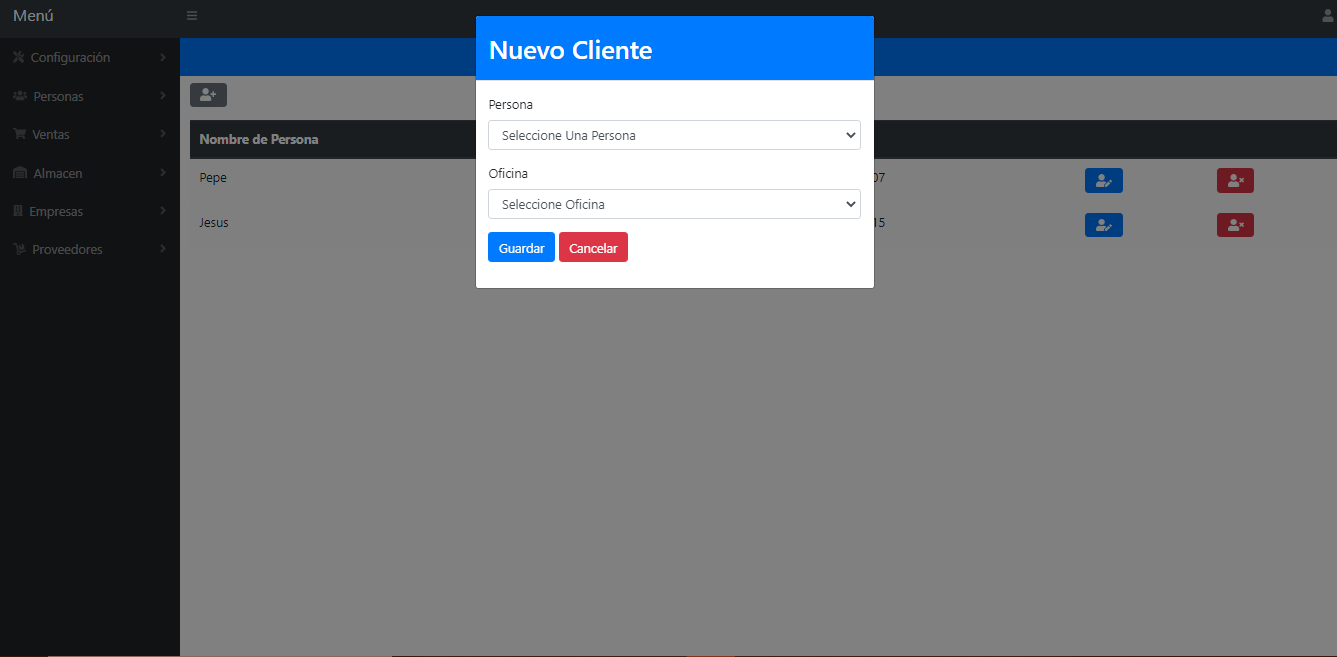 Menú
Configuración
Personas
Ventas
Almacen
Empresas
Proveedores
Nuevo Cliente
Persona
Seleccione Una Persona
Oficina
Seleccione Oficina
Guardar Cancelar
Nombre de Persona
Pepe 07
Jesus 15